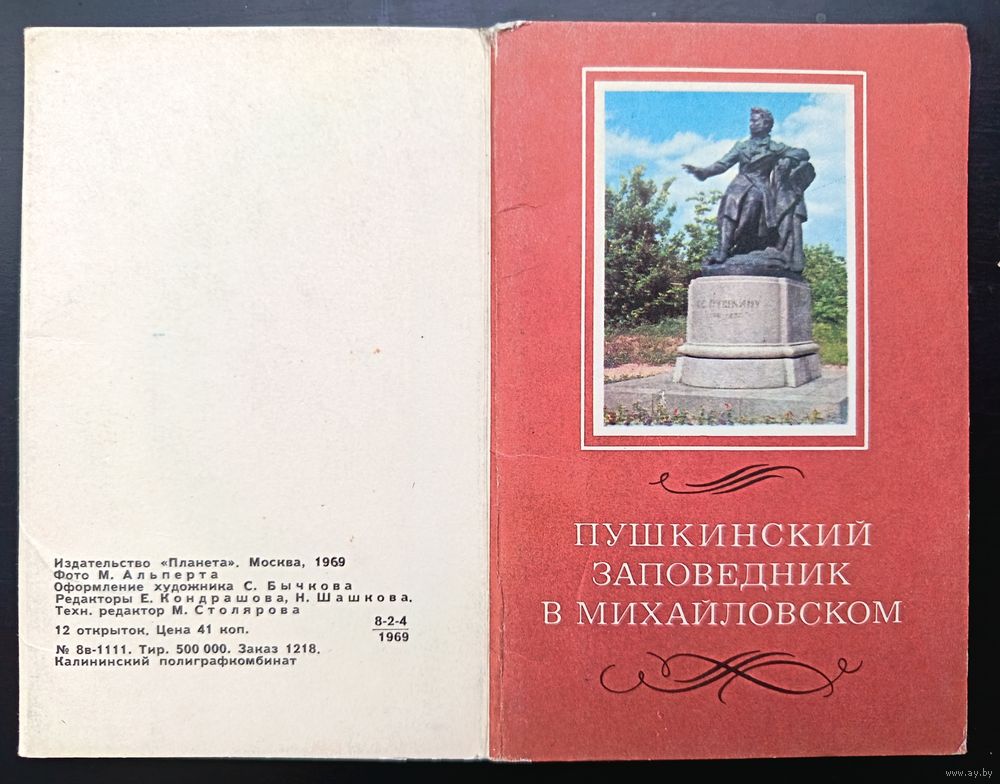 Издательство «Планета». Москва, 1969
Фото М. Альперта
Оформление художника С. Бычкова
Редакторы Е. Кондрашова, Н. Шашкова.
Техн. редактор М. Столярова
12 открыток. Цена 41 коп.
8-2-4
1969
№ 8в-1111. Тир. 500 000. Заказ 1218.
Калининский полиграфкомбинат
ПУШКИНУ
ПУШКИНСКИЙ
ЗАПОВЕДНИК
В МИХАЙЛОВСКОМ
www.ay.by